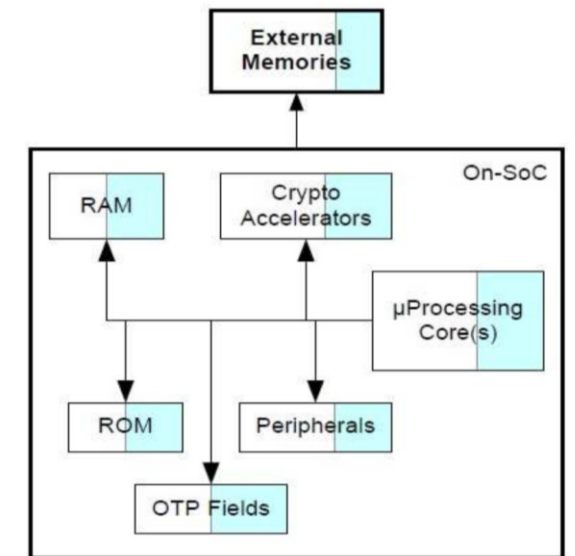 External
Memories
On-SoC
RAM
Crypto
Accelerators
µProcessing
Core(s)
ROM
Peripherals
OTP Fields